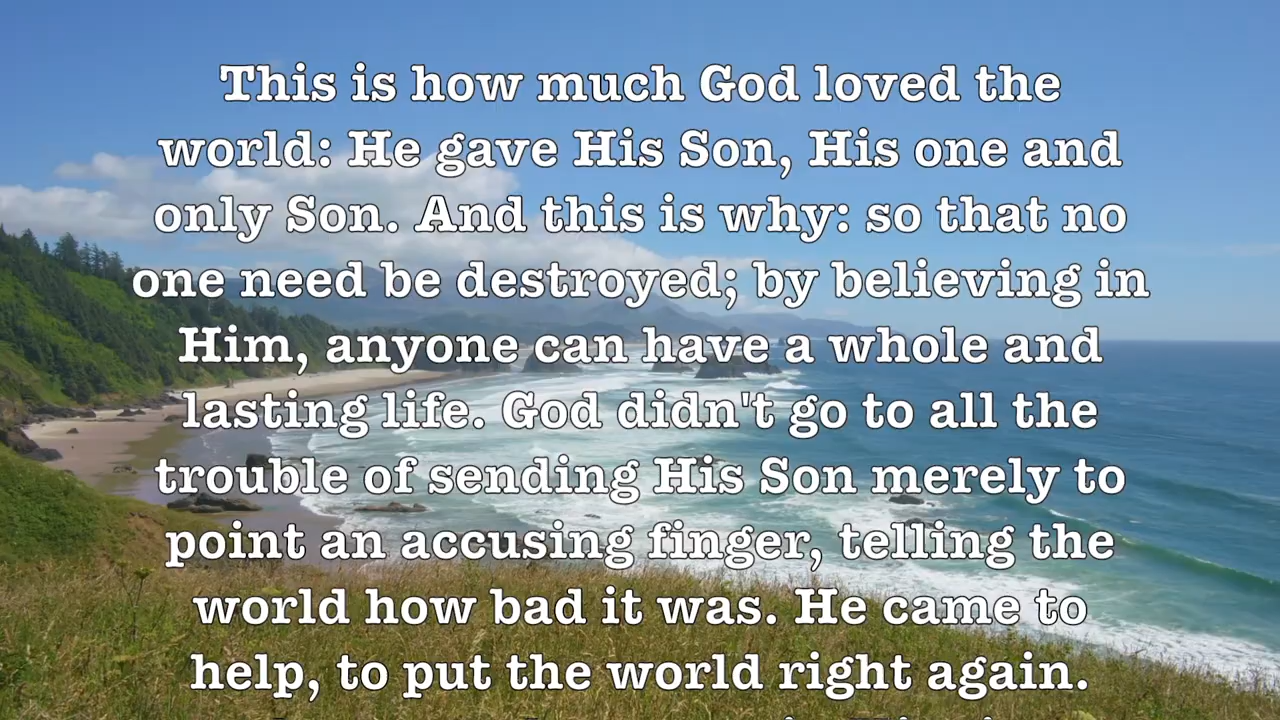 This is how much God loved the
world: He gave His Son, His one and
only Son. And this is why: so that no
one need be destroyed; by believing in
Him, anyone can have a whole and
lasting life. God didn't go to all the
trouble of sending His Son merely to
point an accusing finger, telling the
world how bad it was. He came to
help, to put the world right again.